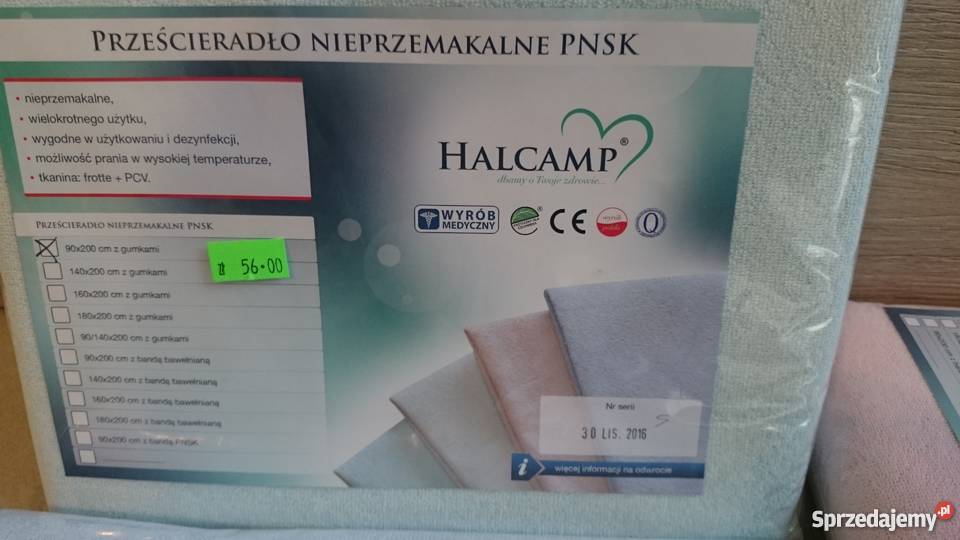 PRZEŚCIERADŁO NIEPRZEMAKALNE PNSK
• nieprzemakalne,
• wielokrotnego użytku,
• wygodne w użytkowaniu i dezynfekcji,
• możliwość prania w wysokiej temperaturze,
• tkanina: frotte + PCV.
HALCAMP®
dbamy o Twoje zdrowie...
WYRÓB
MEDYCZNY
CE
Q
PRZEŚCIERADŁO NIEPRZEMAKALNE PNSK
90x200 cm z gumkami
zł 56.00
140x200 cm z gumkami
160x200 cm z gumkami
180x200 cm z gumkami
90/140x200 cm z gumkami
90x200 cm z bandą bawełnianą
140x200 cm z bandą bawełnianą
160x200 cm z bandą bawełnianą
180x200 cm z bandą bawełnianą
90x200 cm z bandą PNSK
Nr serii
30 LIS. 2016 S
i więcej informacji na odwrocie
Sprzedajemy.pl